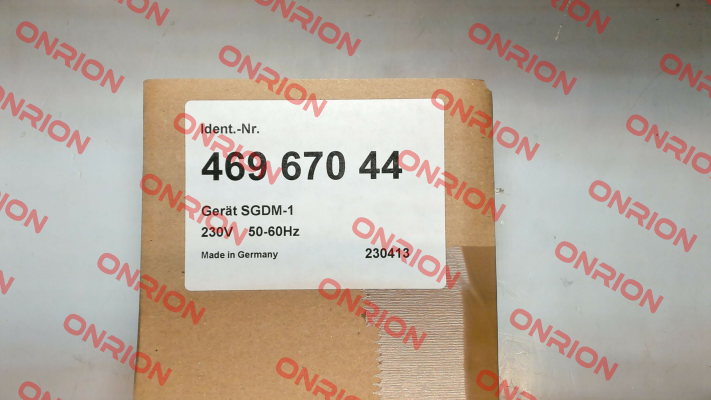 Ident.-Nr.
469 670 44
Gerät SGDM-1
230V 50-60Hz
Made in Germany 230413
ONRION